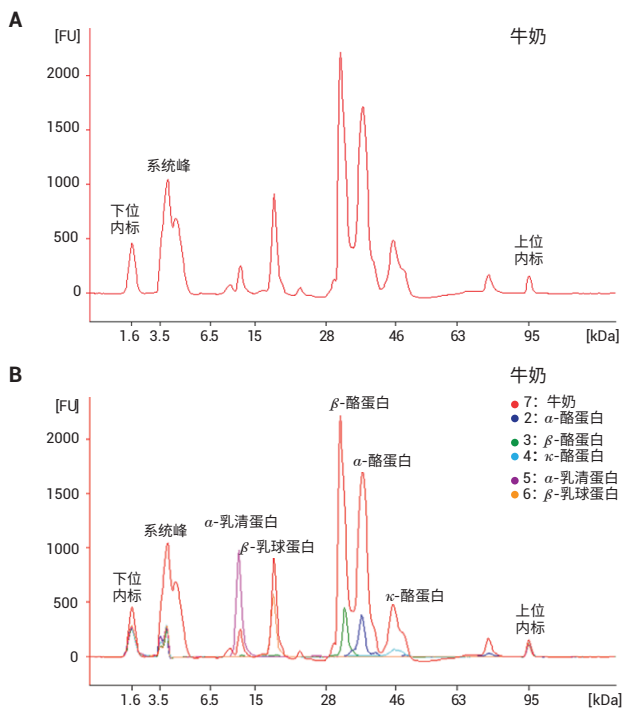 A
[FU]
牛奶
2000
1500
1000
500
0
系统峰
下位
内标
上位
内标
1.6 3.5 6.5 15 28 46 63 95 [kDa]
B
[FU]
牛奶
7：牛奶
2：α-酪蛋白
3：β-酪蛋白
4：κ-酪蛋白
5：α-乳清蛋白
6：β-乳球蛋白
2000
1500
1000
500
0
β-酪蛋白
α-酪蛋白
α-乳清蛋白
系统峰
β-乳球蛋白
下位
内标
κ-酪蛋白
上位
内标
1.6 3.5 6.5 15 28 46 63 95 [kDa]